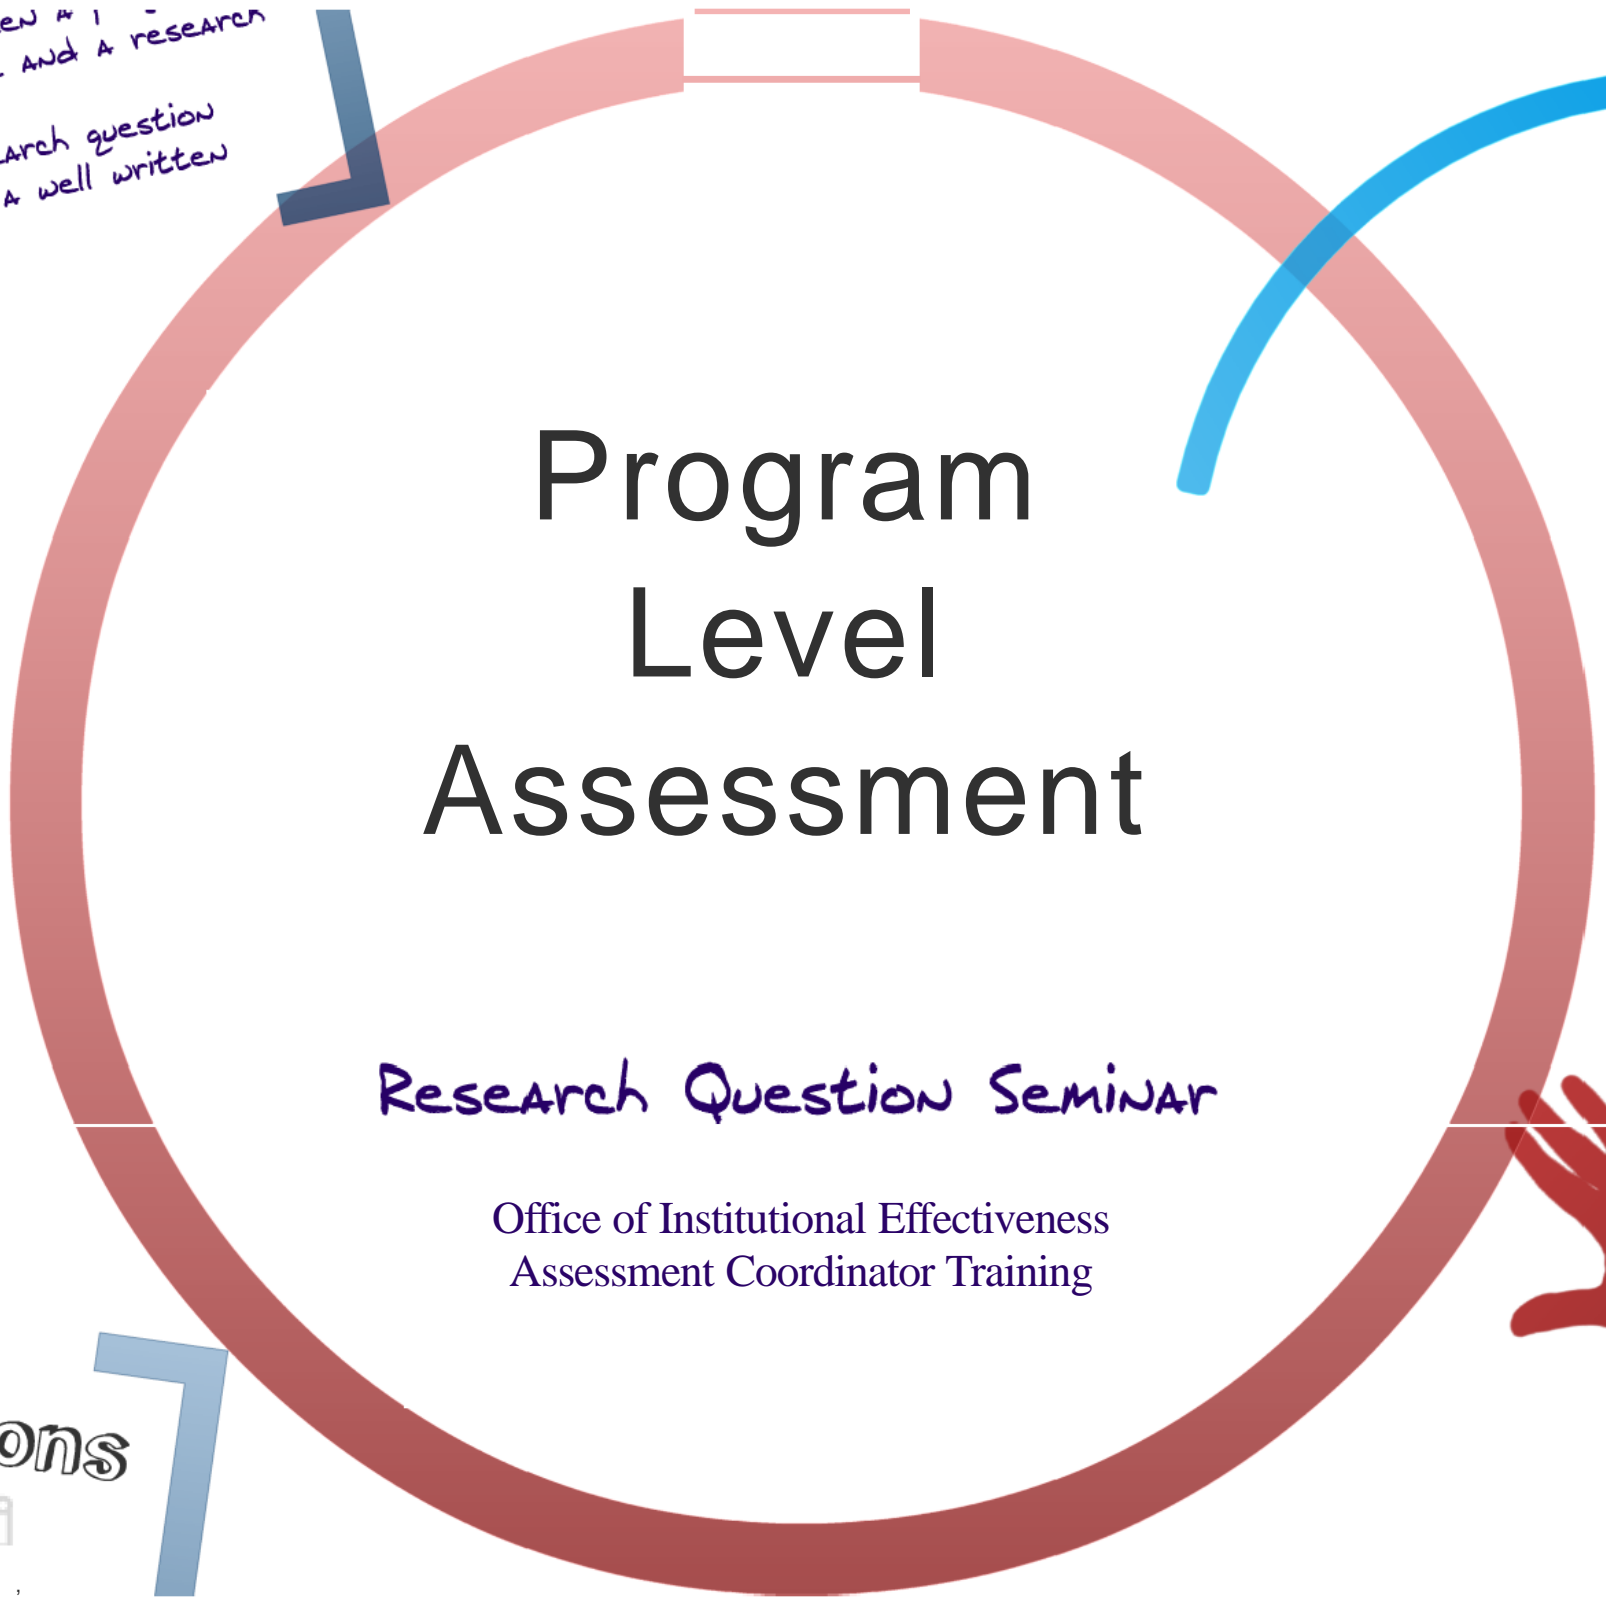 A
and a research
question
a well written
Program
Level
Assessment
Research Question Seminar
Office of Institutional Effectiveness
Assessment Coordinator Training
ons